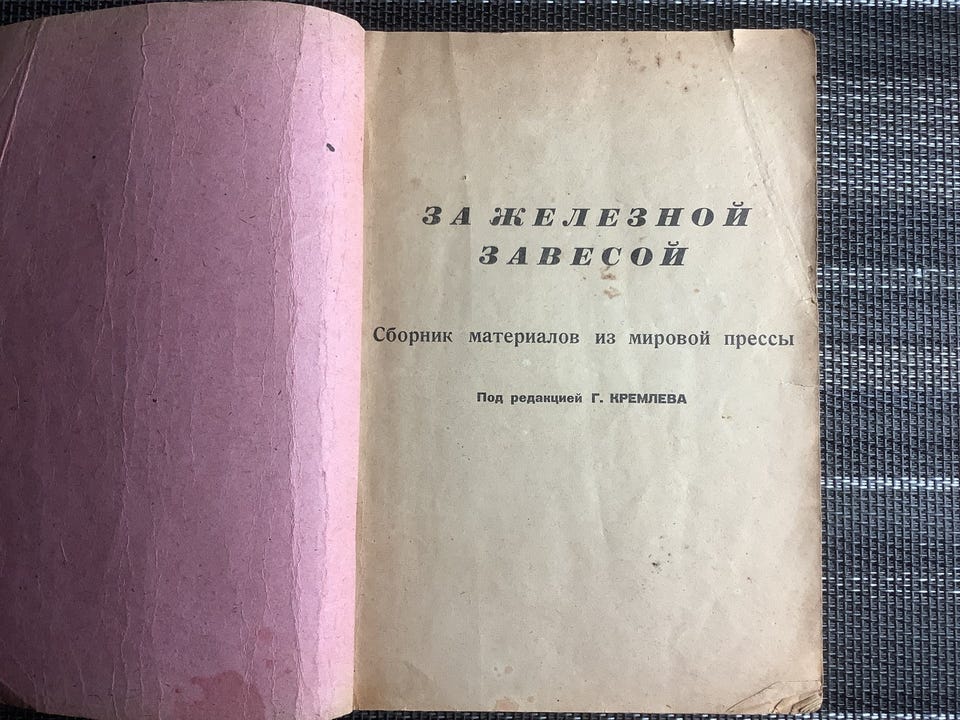 ЗА ЖЕЛЕЗНОЙ
ЗАВЕСОЙ
Сборник материалов из мировой прессы
Под редакцией Г. КРЕМЛЕВА